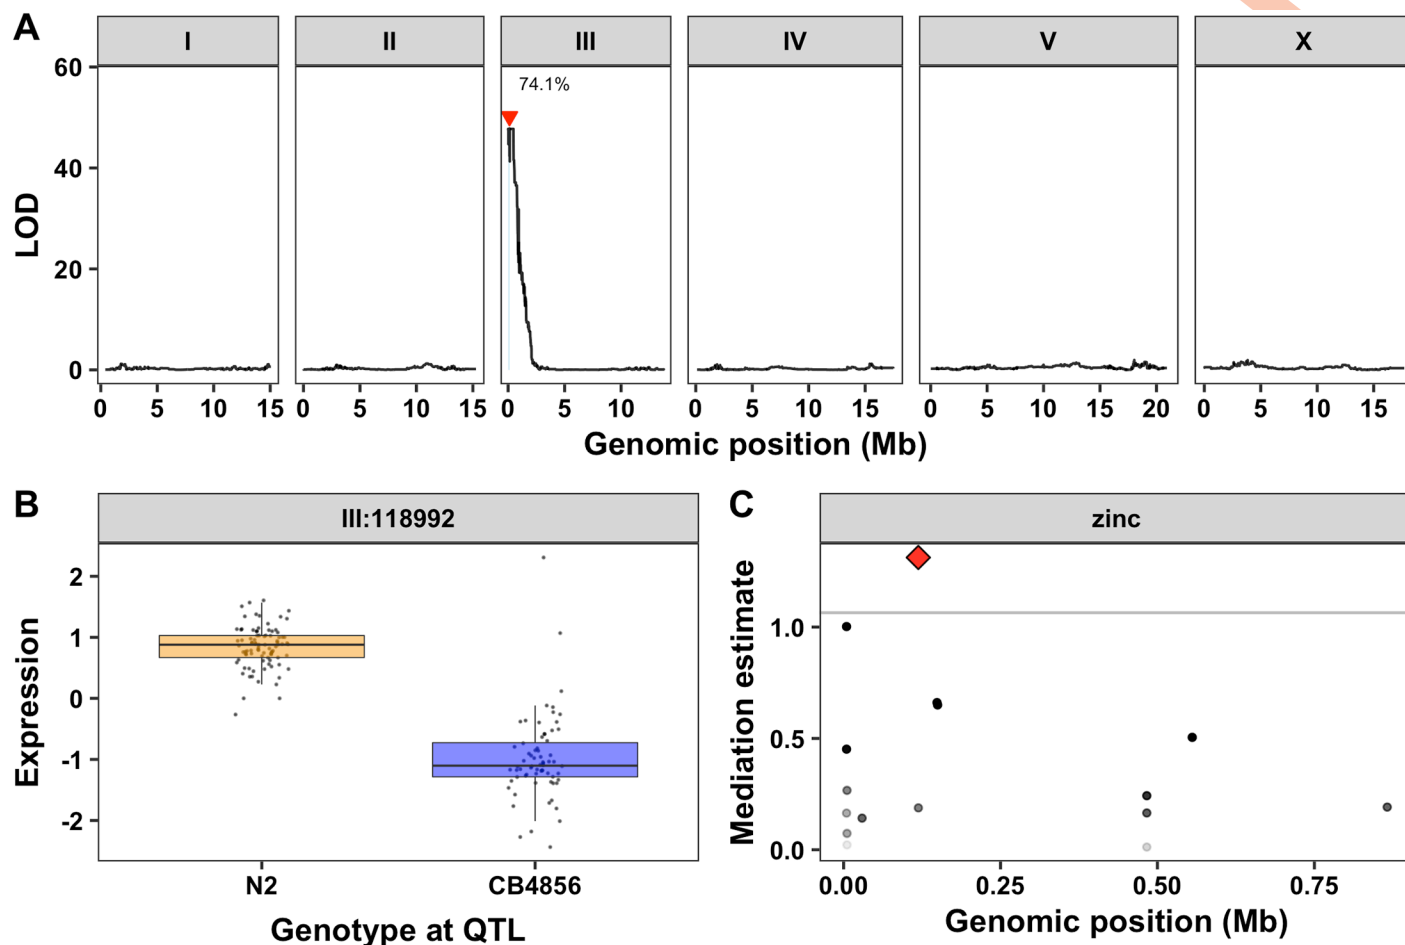 A
I II III IV V X
74.1%
LOD
60
40
20
0
0 5 10 15 0 5 10 15 0 5 10 0 5 10 15 0 5 10 15 20 0 5 10 15
Genomic position (Mb)
B
III:118992
Expression
2
1
0
-1
-2
N2 CB4856
Genotype at QTL
C
zinc
Mediation estimate
1.0
0.5
0.0
0.00 0.25 0.50 0.75
Genomic position (Mb)